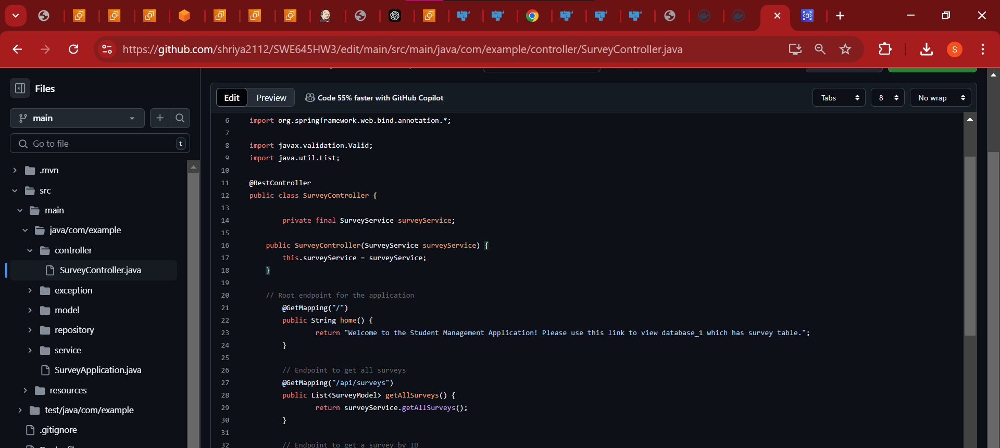 https://github.com/shriya2112/SWE645HW3/edit/main/src/main/java/com/example/controller/SurveyController.java
S
Files
main
Go to file
t
.mvn
src
main
java/com/example
controller
SurveyController.java
exception
model
repository
service
SurveyApplication.java
resources
test/java/com/example
.gitignore
Edit
Preview
Code 55% faster with GitHub Copilot
Tabs
8
No wrap
6 import org.springframework.web.bind.annotation.*;
7
8 import javax.validation.Valid;
9 import java.util.List;
10
11 @RestController
12 public class SurveyController {
13
14 private final SurveyService surveyService;
15
16 public SurveyController(SurveyService surveyService) {
17 this.surveyService = surveyService;
18 }
19
20 // Root endpoint for the application
21 @GetMapping("/")
22 public String home() {
23 return "Welcome to the Student Management Application! Please use this link to view database_1 which has survey table.";
24 }
25
26 // Endpoint to get all surveys
27 @GetMapping("/api/surveys")
28 public List<SurveyModel> getAllSurveys() {
29 return surveyService.getAllSurveys();
30 }
31
32 // Endpoint to get a survey by ID